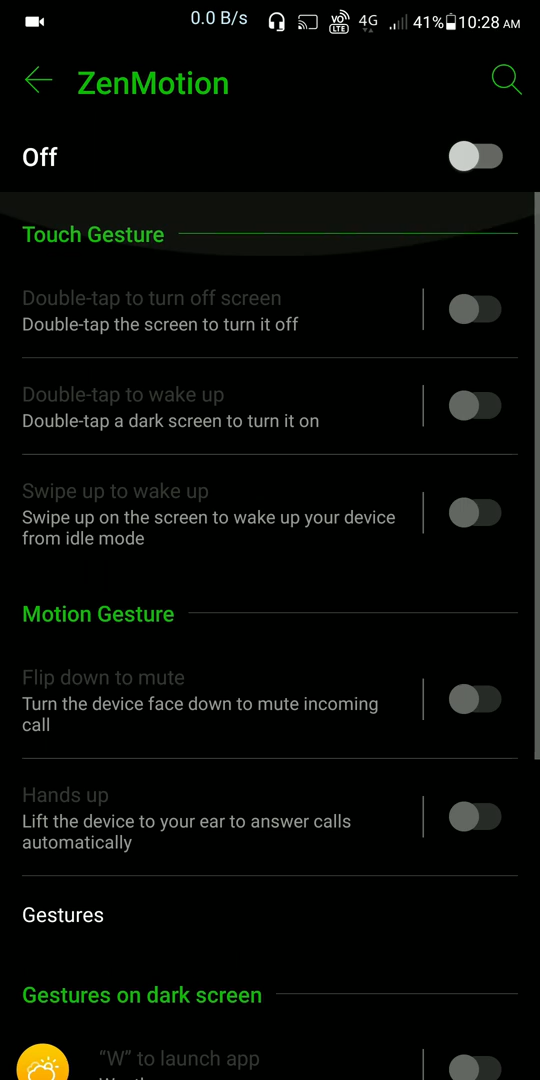 0.0 B/s VO LTE 4G 41% 10:28 AM
ZenMotion
Off
Touch Gesture
Double-tap to turn off screen
Double-tap the screen to turn it off
Double-tap to wake up
Double-tap a dark screen to turn it on
Swipe up to wake up
Swipe up on the screen to wake up your device
from idle mode
Motion Gesture
Flip down to mute
Turn the device face down to mute incoming
call
Hands up
Lift the device to your ear to answer calls
automatically
Gestures
Gestures on dark screen
“W” to launch app